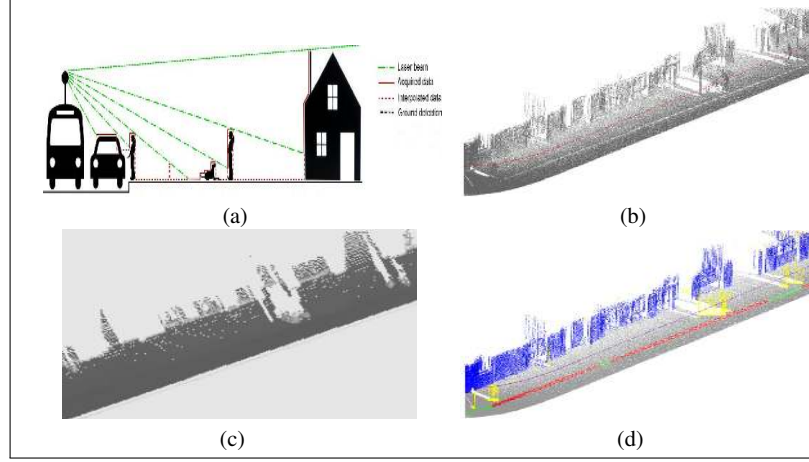 Laser beam
Acquired data
Interpolated data
Ground detection
(a)
(b)
(c)
(d)